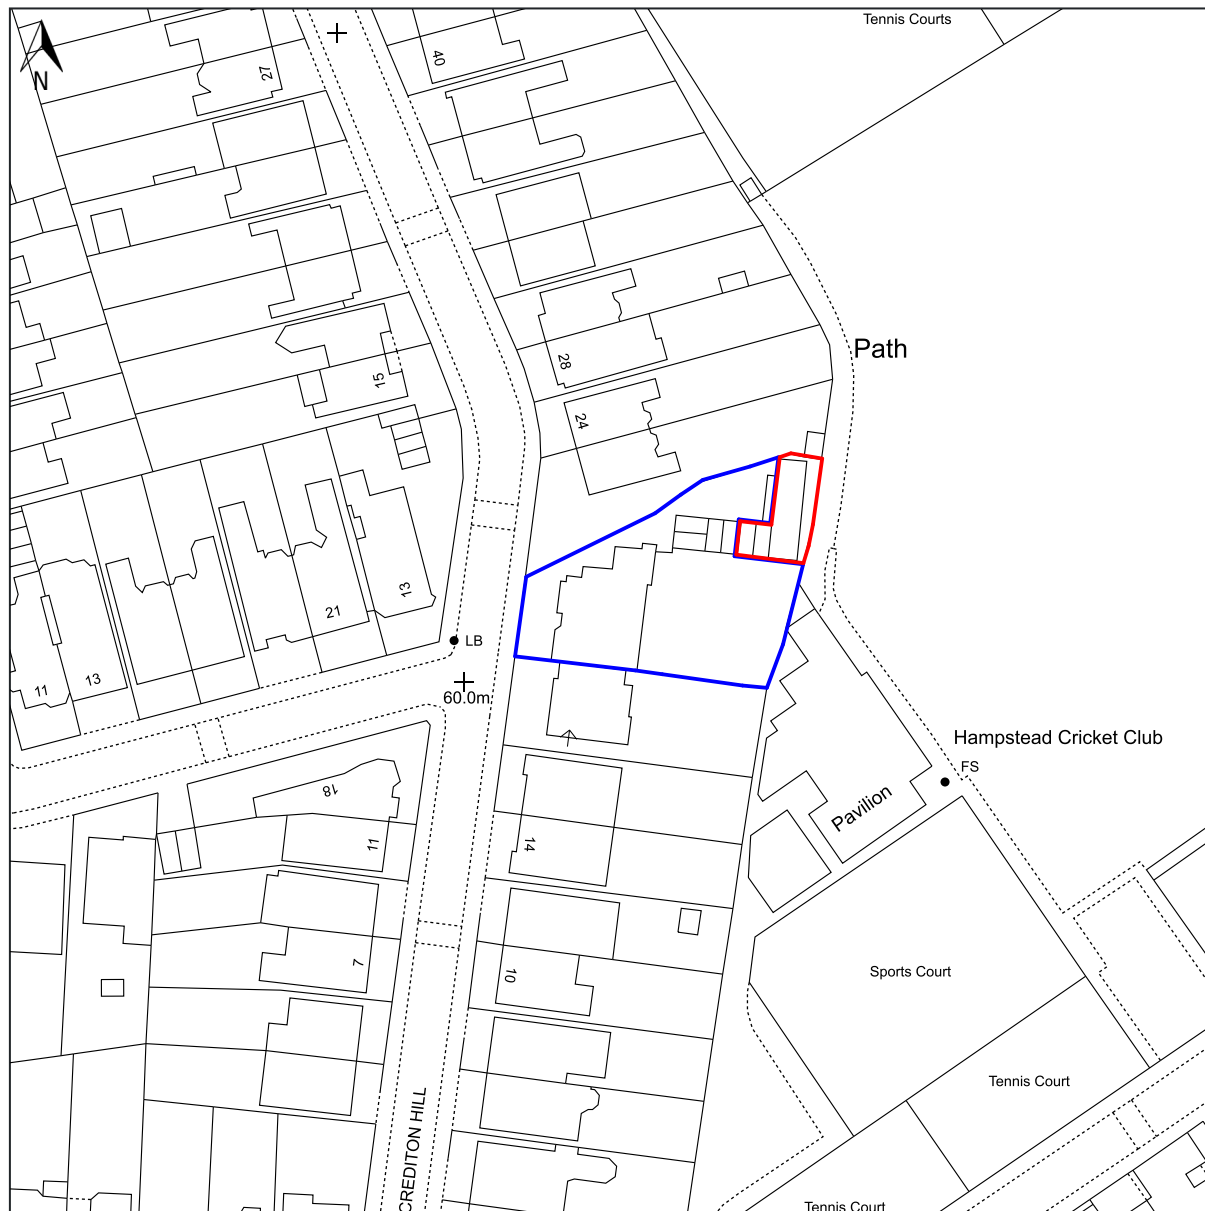 Tennis Courts
N
27
40
Path
15
28
24
13
21
13
11
LB
60.0m
Hampstead Cricket Club
FS
Pavilion
18
11
14
7
10
Sports Court
Tennis Court
CREDITON HILL
Tennis Court